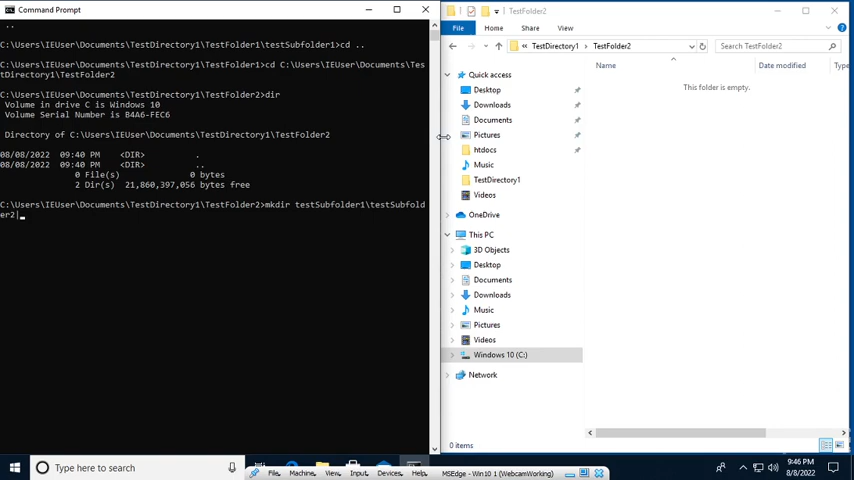 Command Prompt
..
C:\Users\IEUser\Documents\TestDirectory1\TestFolder1\testSubfolder1>cd ..
C:\Users\IEUser\Documents\TestDirectory1\TestFolder1>cd C:\Users\IEUser\Documents\Tes
tDirectory1\TestFolder2
C:\Users\IEUser\Documents\TestDirectory1\TestFolder2>dir
Volume in drive C is Windows 10
Volume Serial Number is B4A6-FEC6
Directory of C:\Users\IEUser\Documents\TestDirectory1\TestFolder2
08/08/2022 09:40 PM <DIR> .
08/08/2022 09:40 PM <DIR> ..
0 File(s) 0 bytes
2 Dir(s) 21,860,397,056 bytes free
C:\Users\IEUser\Documents\TestDirectory1\TestFolder2>mkdir testSubfolder1\testSubfold
er2
TestFolder2
File Home Share View
« TestDirectory1 › TestFolder2
Search TestFolder2
Name Date modified Type
This folder is empty.
Quick access
Desktop
Downloads
Documents
Pictures
htdocs
Music
TestDirectory1
Videos
OneDrive
This PC
3D Objects
Desktop
Documents
Downloads
Music
Pictures
Videos
Windows 10 (C:)
Network
0 items
Type here to search
File Machine View Input Devices Help
MSEdge - Win10 1 (WebcamWorking)
9:46 PM
8/8/2022